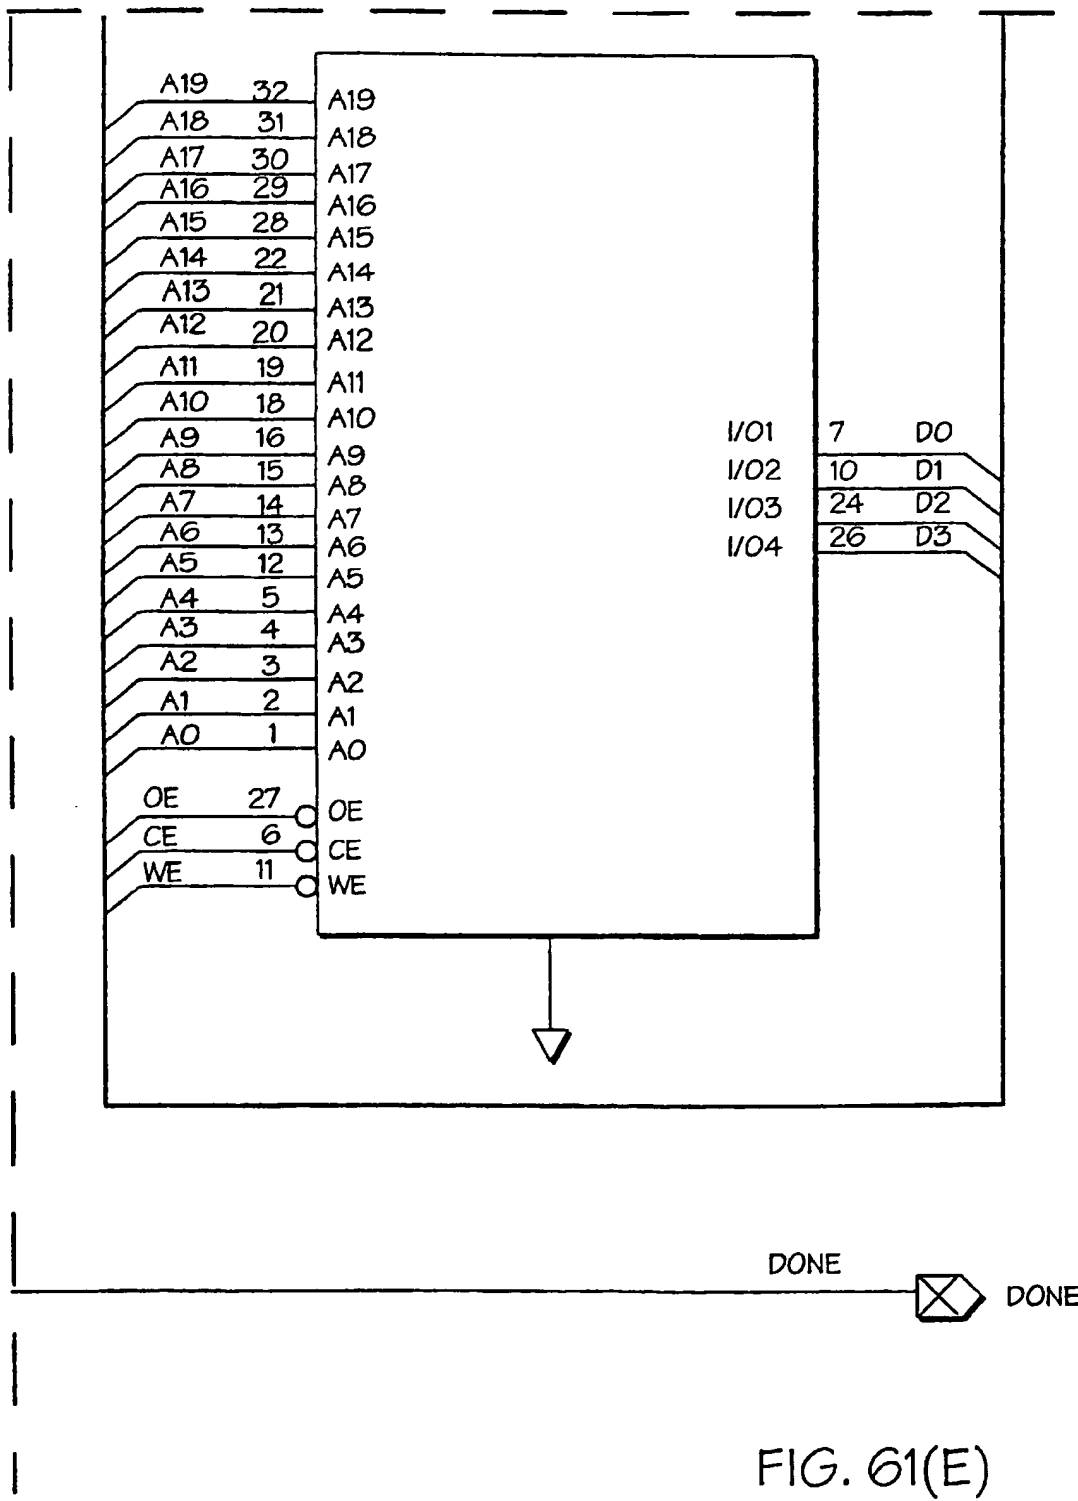 A19 32 A19
A18 31 A18
A17 30 A17
A16 29 A16
A15 28 A15
A14 22 A14
A13 21 A13
A12 20 A12
A11 19 A11
A10 18 A10
A9 16 A9
A8 15 A8
A7 14 A7
A6 13 A6
A5 12 A5
A4 5 A4
A3 4 A3
A2 3 A2
A1 2 A1
A0 1 A0
OE 27 OE
CE 6 CE
WE 11 WE
I/O1 7 D0
I/O2 10 D1
I/O3 24 D2
I/O4 26 D3
DONE
DONE
FIG. 61(E)